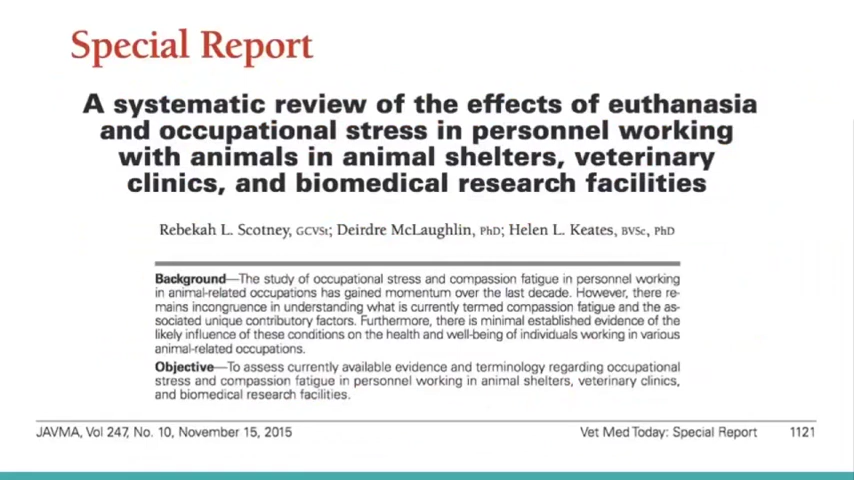 Special Report
A systematic review of the effects of euthanasia
and occupational stress in personnel working
with animals in animal shelters, veterinary
clinics, and biomedical research facilities
Rebekah L. Scotney, GCVSt; Deirdre McLaughlin, PhD; Helen L. Keates, BVSc, PhD
Background—The study of occupational stress and compassion fatigue in personnel working
in animal-related occupations has gained momentum over the last decade. However, there re-
mains incongruence in understanding what is currently termed compassion fatigue and the as-
sociated unique contributory factors. Furthermore, there is minimal established evidence of the
likely influence of these conditions on the health and well-being of individuals working in various
animal-related occupations.
Objective—To assess currently available evidence and terminology regarding occupational
stress and compassion fatigue in personnel working in animal shelters, veterinary clinics,
and biomedical research facilities.
JAVMA, Vol 247, No. 10, November 15, 2015 Vet Med Today: Special Report 1121